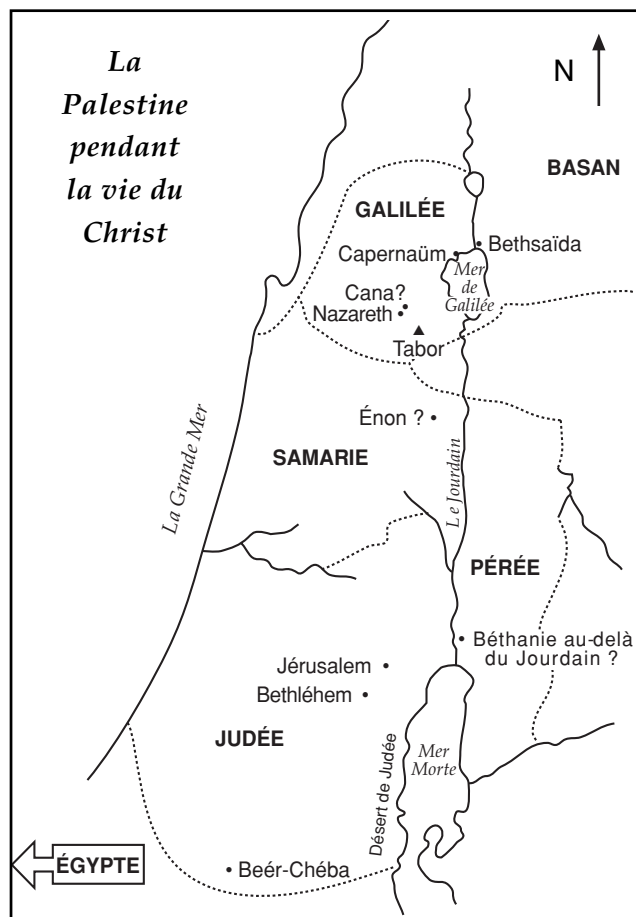 La
Palestine
pendant
la vie du
Christ
N
BASAN
GALILÉE
Bethsaïda
Capernaüm
Mer
de
Galilée
Cana?
Nazareth
Tabor
Énon ?
SAMARIE
La Grande Mer
Le Jourdain
PÉRÉE
Béthanie au-delà
du Jourdain ?
Jérusalem
Bethléhem
JUDÉE
Désert de Judée
Mer
Morte
ÉGYPTE
Beér-Chéba